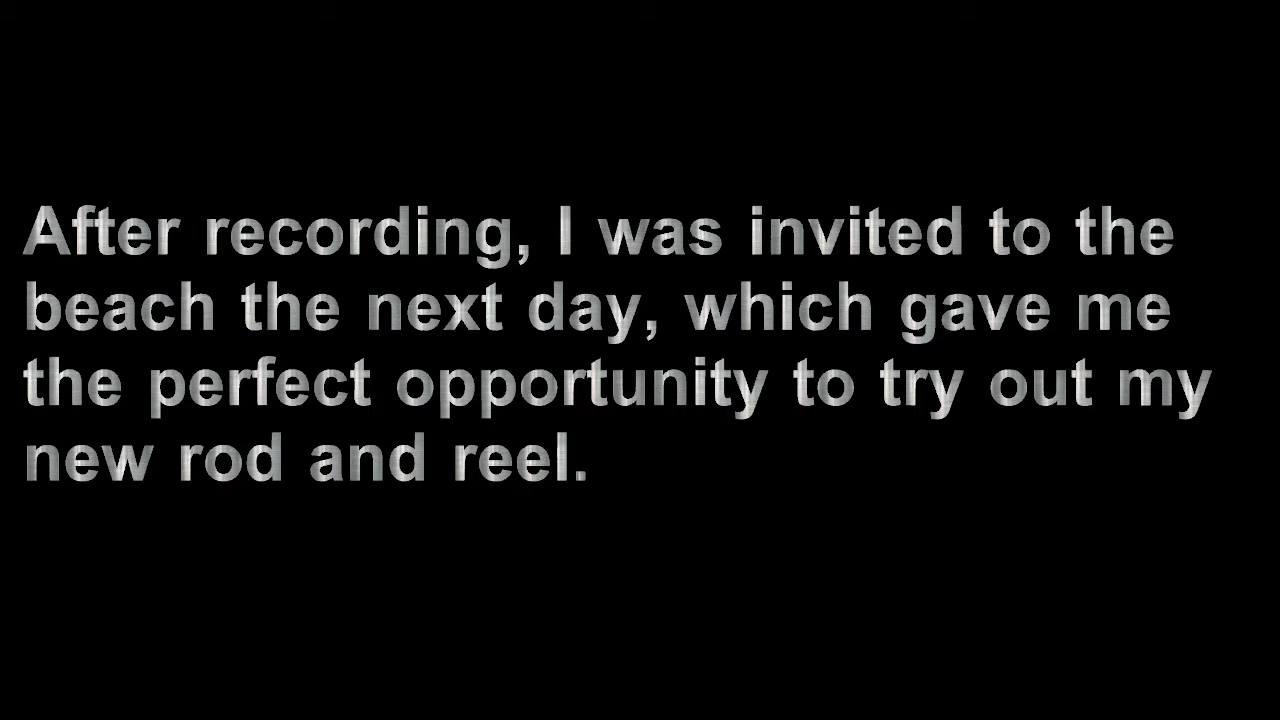 After recording, I was invited to the
beach the next day, which gave me
the perfect opportunity to try out my
new rod and reel.